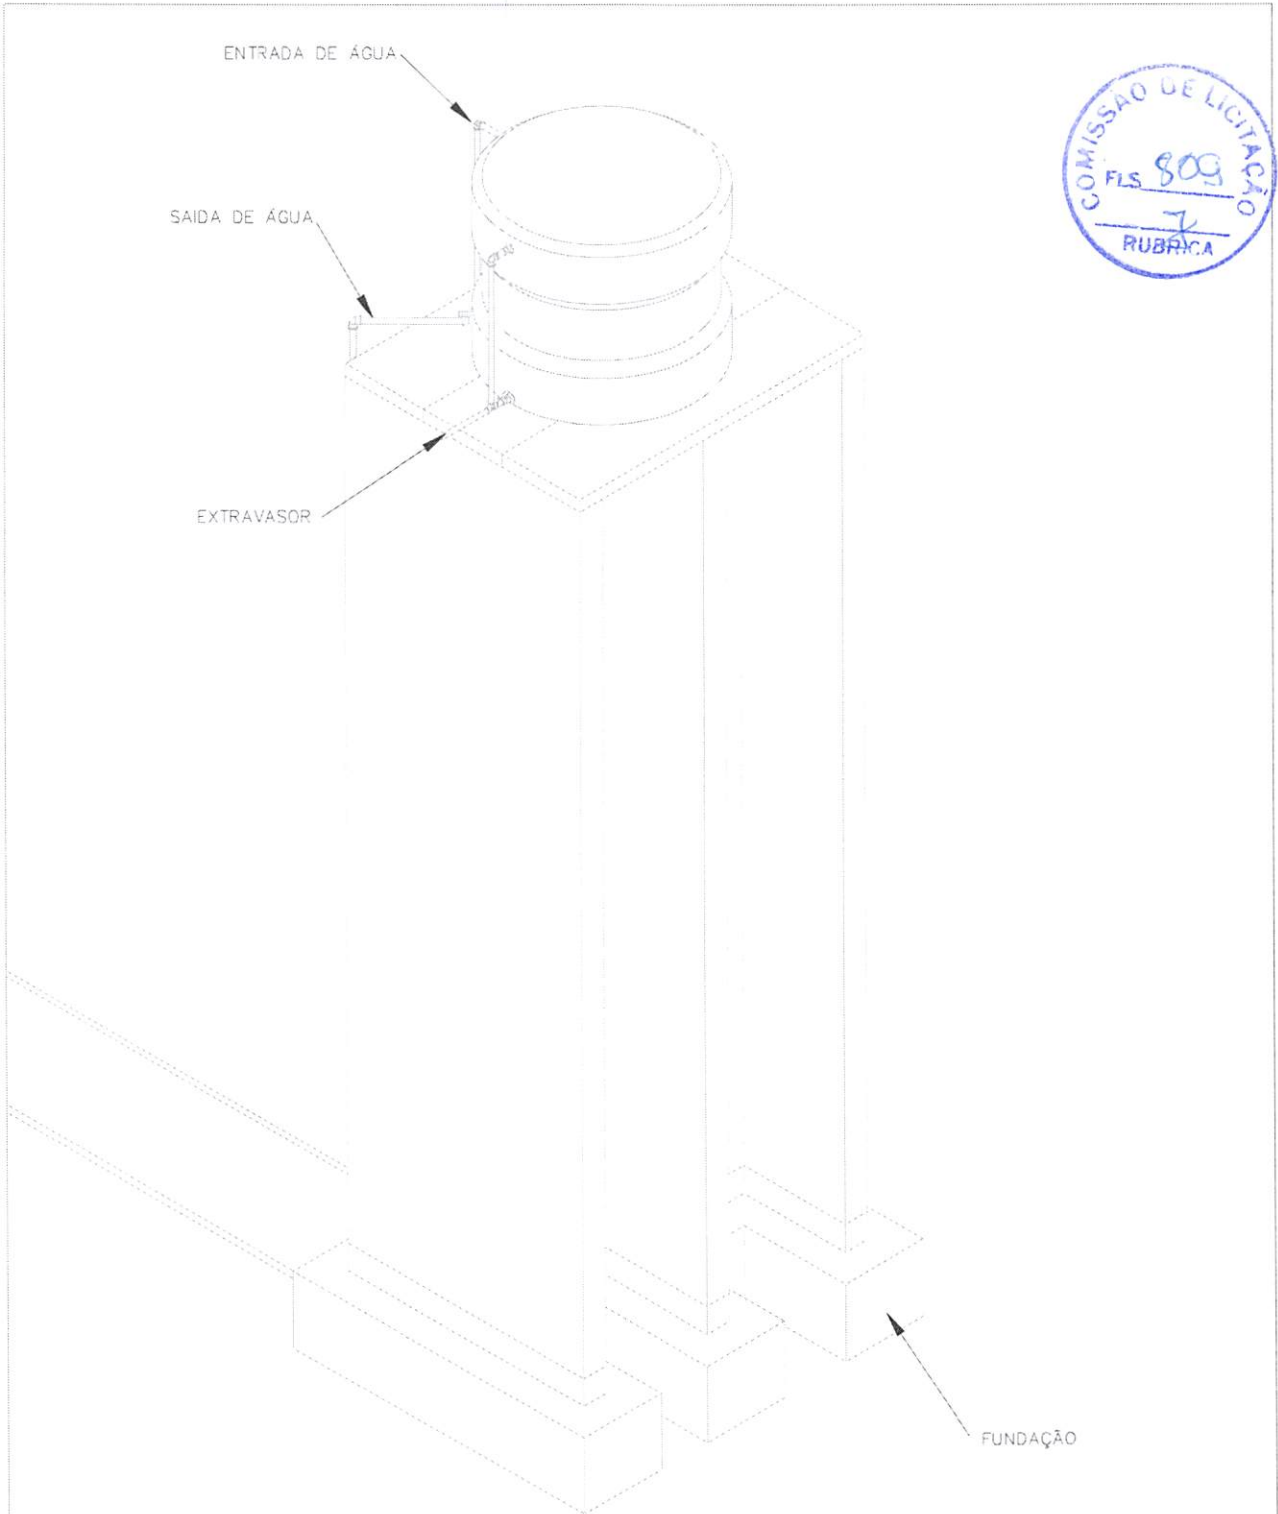 ENTRADA DE ÁGUA
COMISSÃO DE LICITAÇÃO
FLS 809
RUBRICA
SAIDA DE ÁGUA
EXTRAVASOR
FUNDAÇÃO